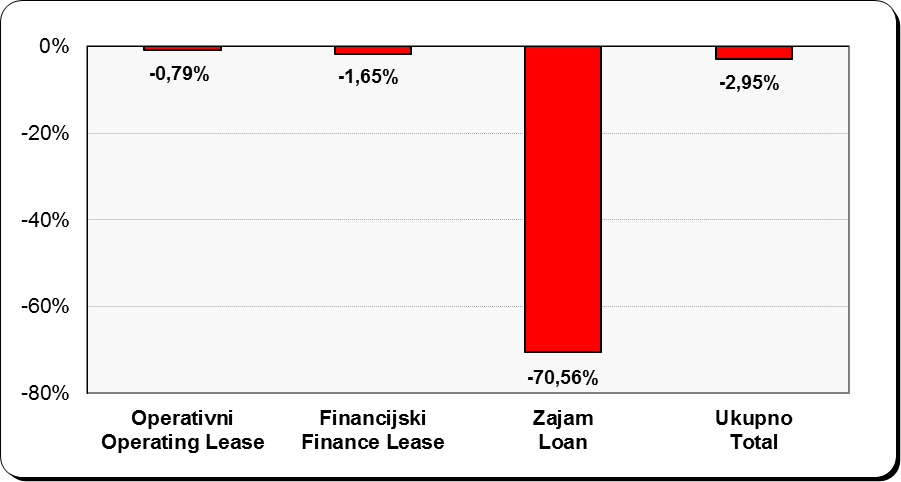 0%
-20%
-40%
-60%
-80%
-0,79%
-1,65%
-70,56%
-2,95%
Operativni
Operating Lease
Financijski
Finance Lease
Zajam
Loan
Ukupno
Total